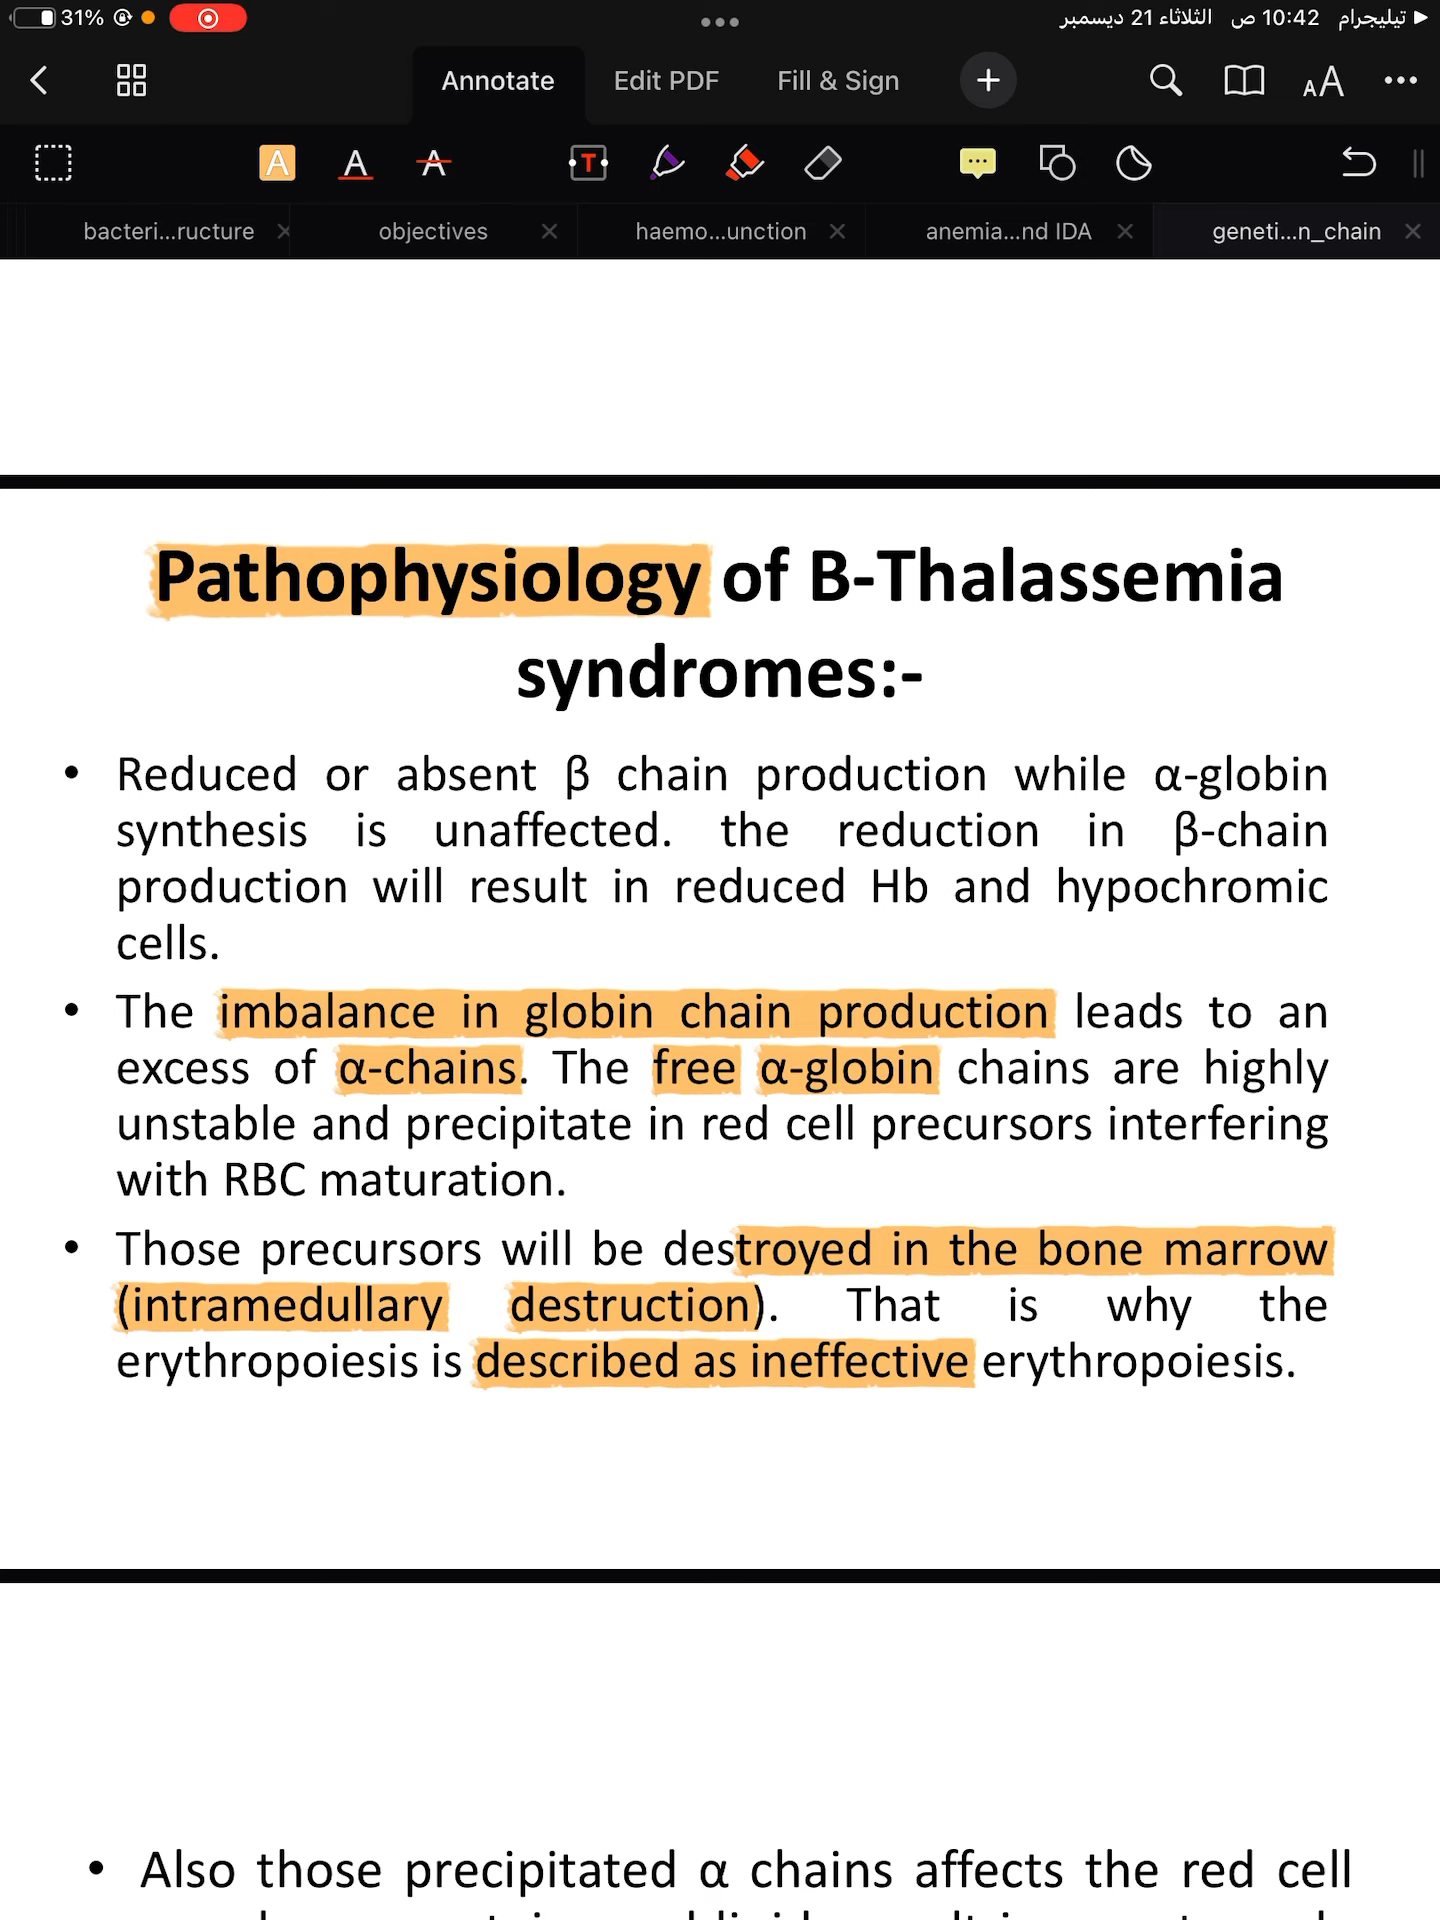 31%
الثلاثاء 21 ديسمبر 10:42 ص تيليجرام
Annotate Edit PDF Fill & Sign
AA
A A A T
bacteri...ructure objectives haemo...unction anemia...nd IDA geneti...n_chain
Pathophysiology of B-Thalassemia
syndromes:-
• Reduced or absent β chain production while α-globin
synthesis is unaffected. the reduction in β-chain
production will result in reduced Hb and hypochromic
cells.
• The imbalance in globin chain production leads to an
excess of α-chains. The free α-globin chains are highly
unstable and precipitate in red cell precursors interfering
with RBC maturation.
• Those precursors will be destroyed in the bone marrow
(intramedullary destruction). That is why the
erythropoiesis is described as ineffective erythropoiesis.
• Also those precipitated α chains affects the red cell